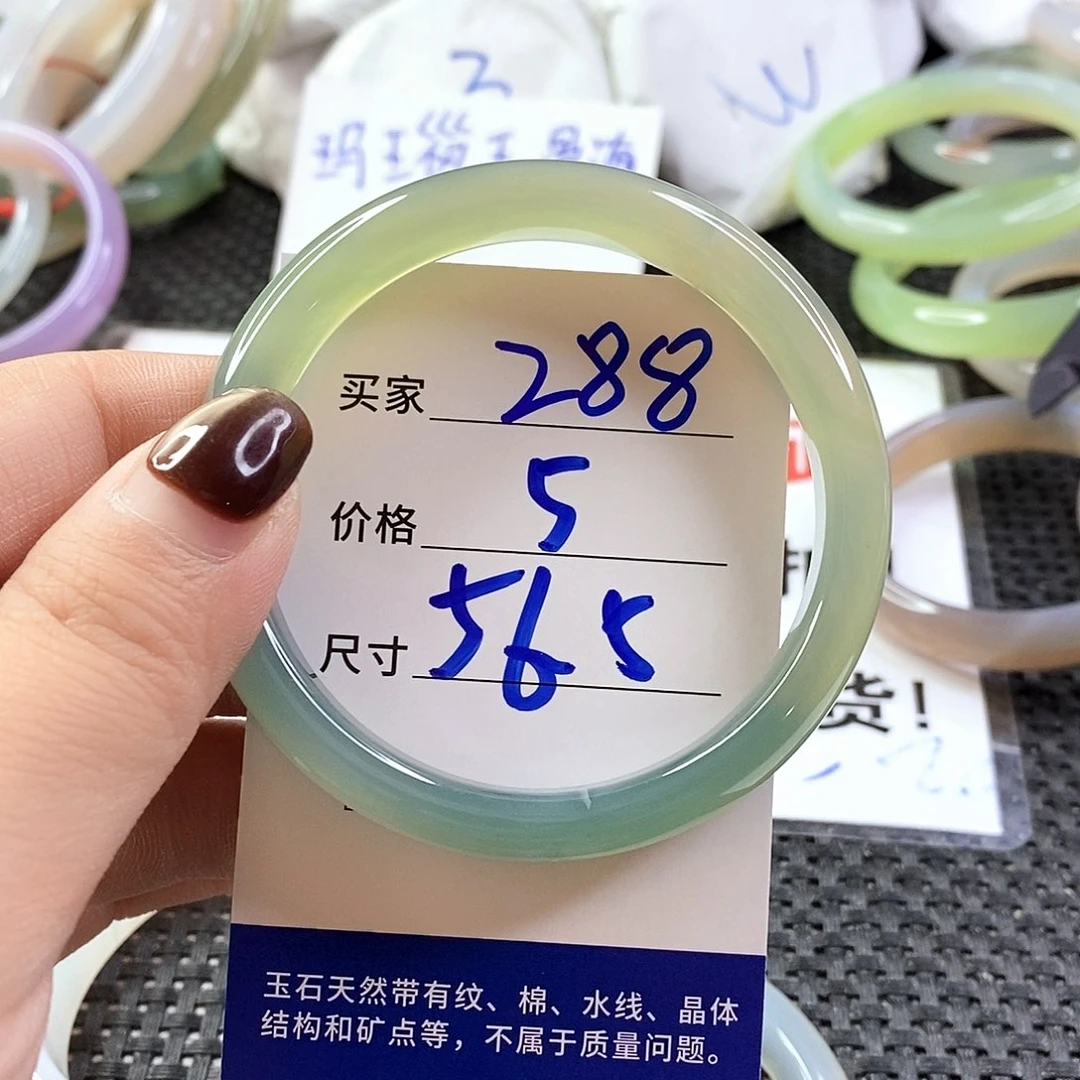 买家 288
价格 5
尺寸 565
货!
玉石天然带有纹、棉、水线、晶体
结构和矿点等，不属于质量问题。